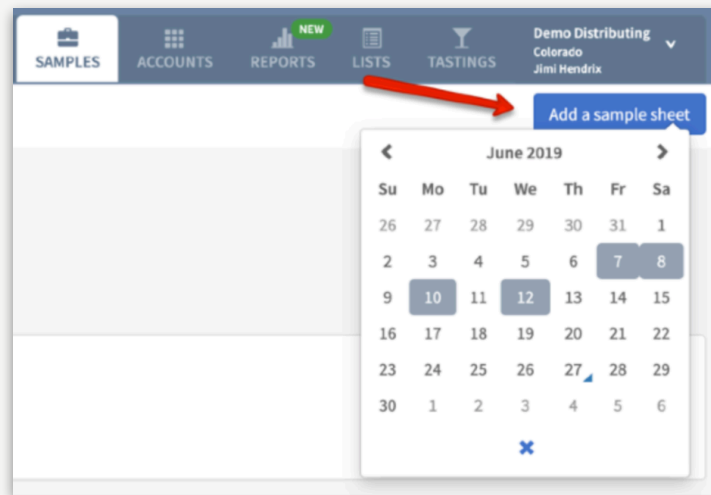 NEW
SAMPLES ACCOUNTS REPORTS LISTS TASTINGS
Demo Distributing
Colorado
Jimi Hendrix
Add a sample sheet
June 2019
Su Mo Tu We Th Fr Sa
26 27 28 29 30 31 1
2 3 4 5 6 7 8
9 10 11 12 13 14 15
16 17 18 19 20 21 22
23 24 25 26 27 28 29
30 1 2 3 4 5 6